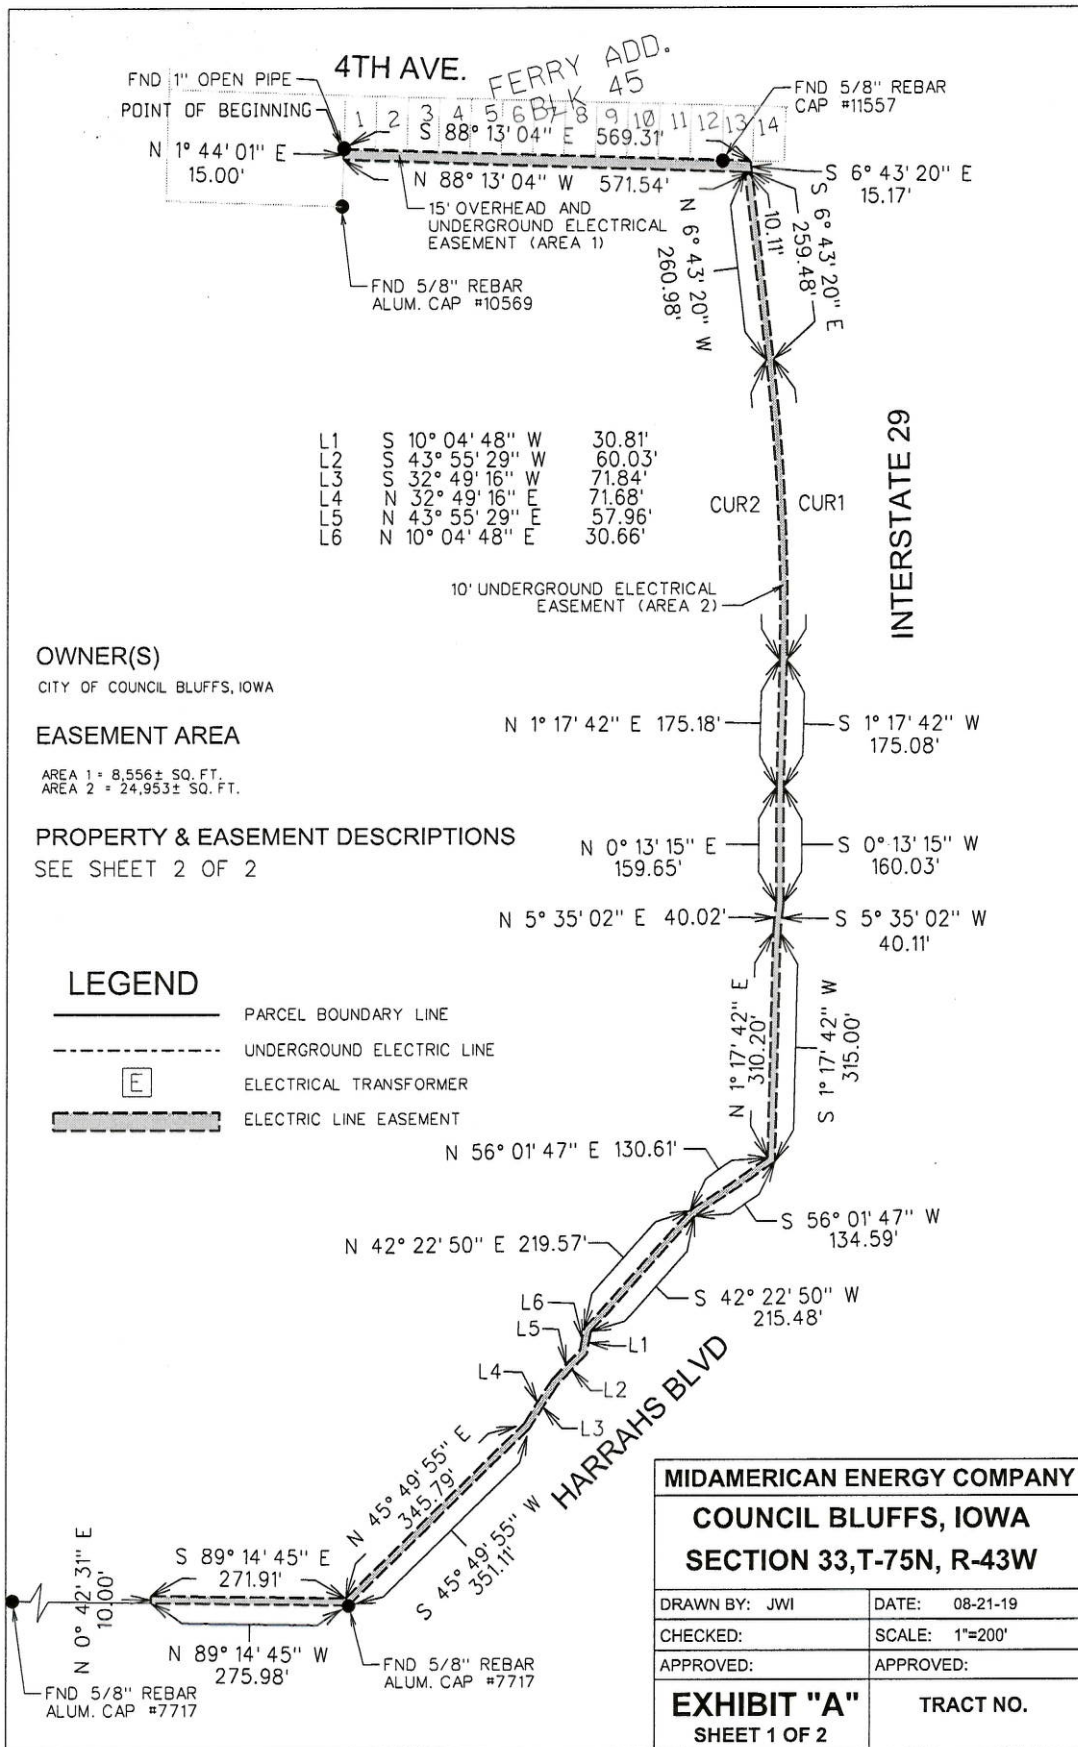 4TH AVE.
FERRY ADD.
BLK 45
FND 1" OPEN PIPE
POINT OF BEGINNING
FND 5/8" REBAR
CAP #11557
1 2 3 4 5 6 7 8 9 10 11 12 13 14
S 88° 13' 04" E 569.31'
N 1° 44' 01" E
15.00'
N 88° 13' 04" W 571.54'
S 6° 43' 20" E
15.17'
15' OVERHEAD AND
UNDERGROUND ELECTRICAL
EASEMENT (AREA 1)
N 6° 43' 20" W
260.98'
10.11'
S 6° 43' 20" E
259.48'
FND 5/8" REBAR
ALUM. CAP #10569
L1 S 10° 04' 48" W 30.81'
L2 S 43° 55' 29" W 60.03'
L3 S 32° 49' 16" W 71.84'
L4 N 32° 49' 16" E 71.68'
L5 N 43° 55' 29" E 57.96'
L6 N 10° 04' 48" E 30.66'
CUR2
CUR1
INTERSTATE 29
10' UNDERGROUND ELECTRICAL
EASEMENT (AREA 2)
OWNER(S)
CITY OF COUNCIL BLUFFS, IOWA
EASEMENT AREA
AREA 1 = 8,556± SQ. FT.
AREA 2 = 24,953± SQ. FT.
PROPERTY & EASEMENT DESCRIPTIONS
SEE SHEET 2 OF 2
N 1° 17' 42" E 175.18'
S 1° 17' 42" W
175.08'
N 0° 13' 15" E
159.65'
S 0° 13' 15" W
160.03'
N 5° 35' 02" E 40.02'
S 5° 35' 02" W
40.11'
LEGEND
PARCEL BOUNDARY LINE
UNDERGROUND ELECTRIC LINE
E ELECTRICAL TRANSFORMER
ELECTRIC LINE EASEMENT
N 1° 17' 42" E
310.20'
S 1° 17' 42" W
315.00'
N 56° 01' 47" E 130.61'
S 56° 01' 47" W
134.59'
N 42° 22' 50" E 219.57'
S 42° 22' 50" W
215.48'
L6
L5
L1
L4
L2
L3
HARRAHS BLVD
N 45° 49' 55" E
345.79'
S 45° 49' 55" W
351.11'
N 0° 42' 31" E
10.00'
S 89° 14' 45" E
271.91'
N 89° 14' 45" W
275.98'
FND 5/8" REBAR
ALUM. CAP #7717
FND 5/8" REBAR
ALUM. CAP #7717
MIDAMERICAN ENERGY COMPANY
COUNCIL BLUFFS, IOWA
SECTION 33,T-75N, R-43W
DRAWN BY: JWI DATE: 08-21-19
CHECKED: SCALE: 1"=200'
APPROVED: APPROVED:
EXHIBIT "A" TRACT NO.
SHEET 1 OF 2